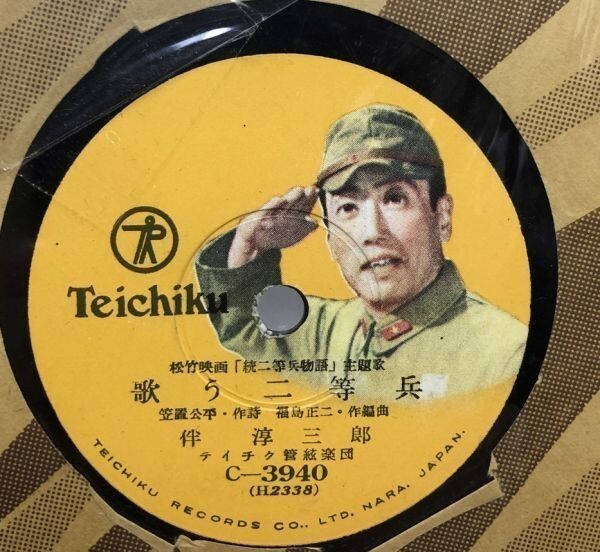 Teichiku
松竹映画「続二等兵物語」主題歌
歌う二等兵
笠置公平・作詩 福島正二・作編曲
伴淳三郎
テイチク管絃楽団
C—3940
(H2338)
TEICHIKU RECORDS CO., LTD. NARA. JAPAN.